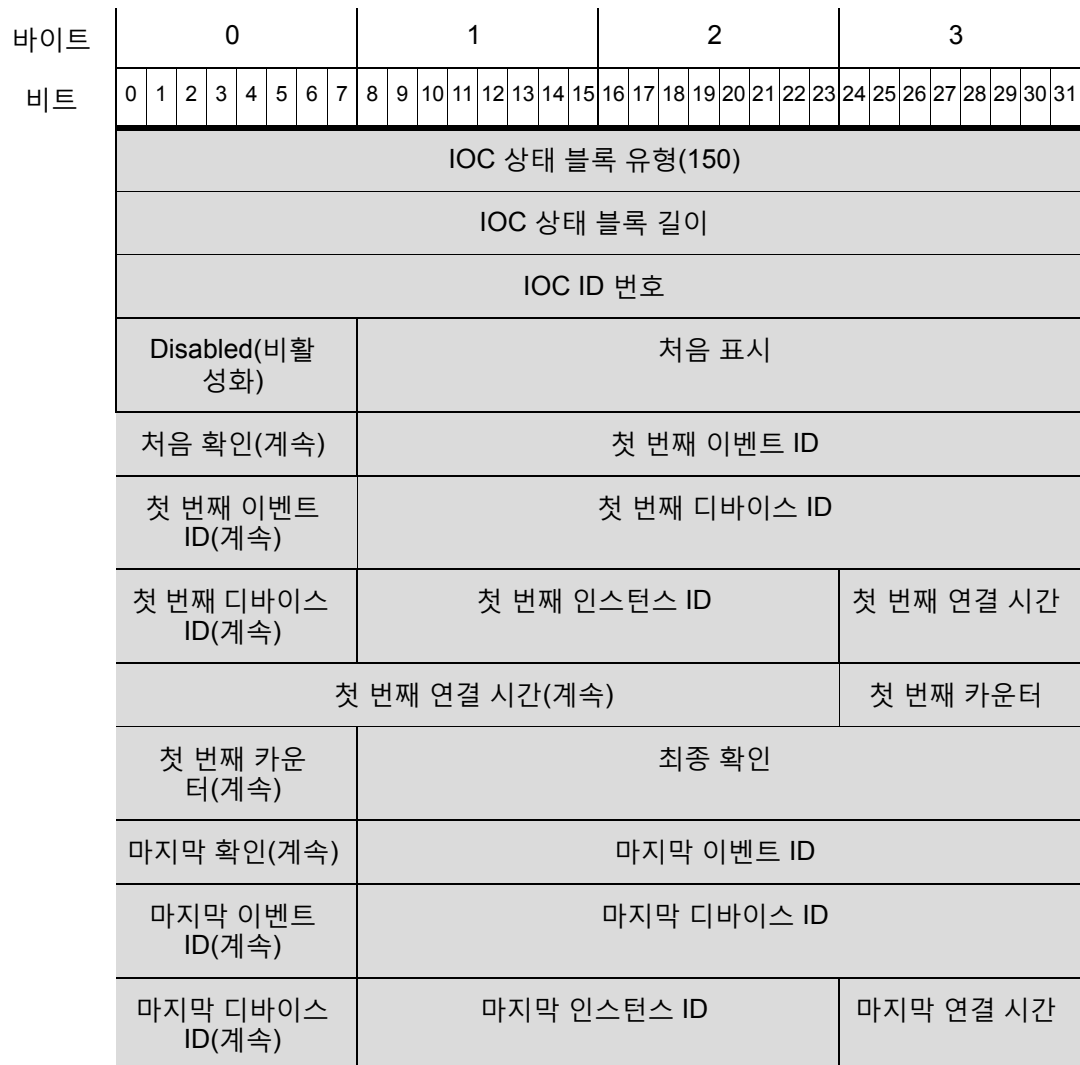 바이트 0 1 2 3
비트 0 1 2 3 4 5 6 7 8 9 10 11 12 13 14 15 16 17 18 19 20 21 22 23 24 25 26 27 28 29 30 31
IOC 상태 블록 유형(150)
IOC 상태 블록 길이
IOC ID 번호
Disabled(비활
성화)
처음 표시
처음 확인(계속)
첫 번째 이벤트 ID
첫 번째 이벤트
ID(계속)
첫 번째 디바이스 ID
첫 번째 디바이스
ID(계속)
첫 번째 인스턴스 ID
첫 번째 연결 시간
첫 번째 연결 시간(계속)
첫 번째 카운터
첫 번째 카운
터(계속)
최종 확인
마지막 확인(계속)
마지막 이벤트 ID
마지막 이벤트
ID(계속)
마지막 디바이스 ID
마지막 디바이스
ID(계속)
마지막 인스턴스 ID
마지막 연결 시간